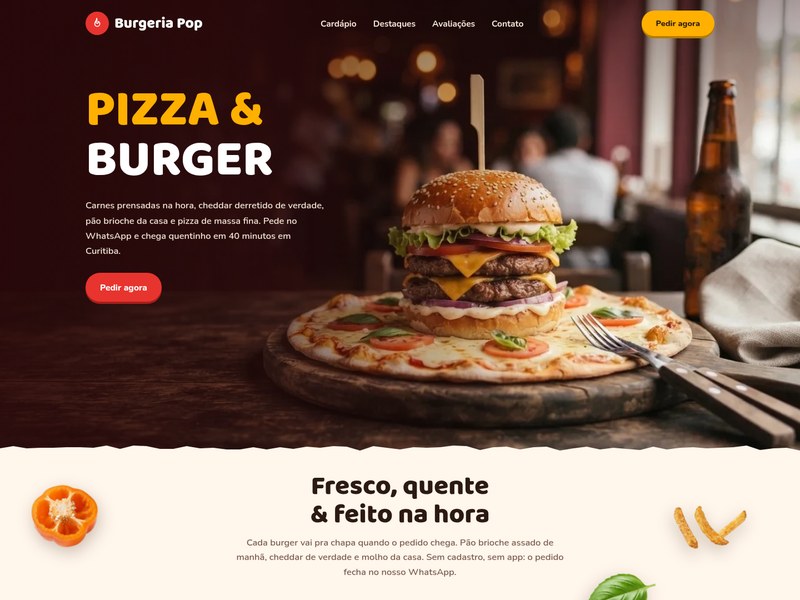 Burgeria Pop
Cardápio Destaques Avaliações Contato
Pedir agora
PIZZA &
BURGER
Carnes prensadas na hora, cheddar derretido de verdade,
pão brioche da casa e pizza de massa fina. Pede no
WhatsApp e chega quentinho em 40 minutos em
Curitiba.
Pedir agora
Fresco, quente
& feito na hora
Cada burger vai pra chapa quando o pedido chega. Pão brioche assado de
manhã, cheddar de verdade e molho da casa. Sem cadastro, sem app: o pedido
fecha no nosso WhatsApp.